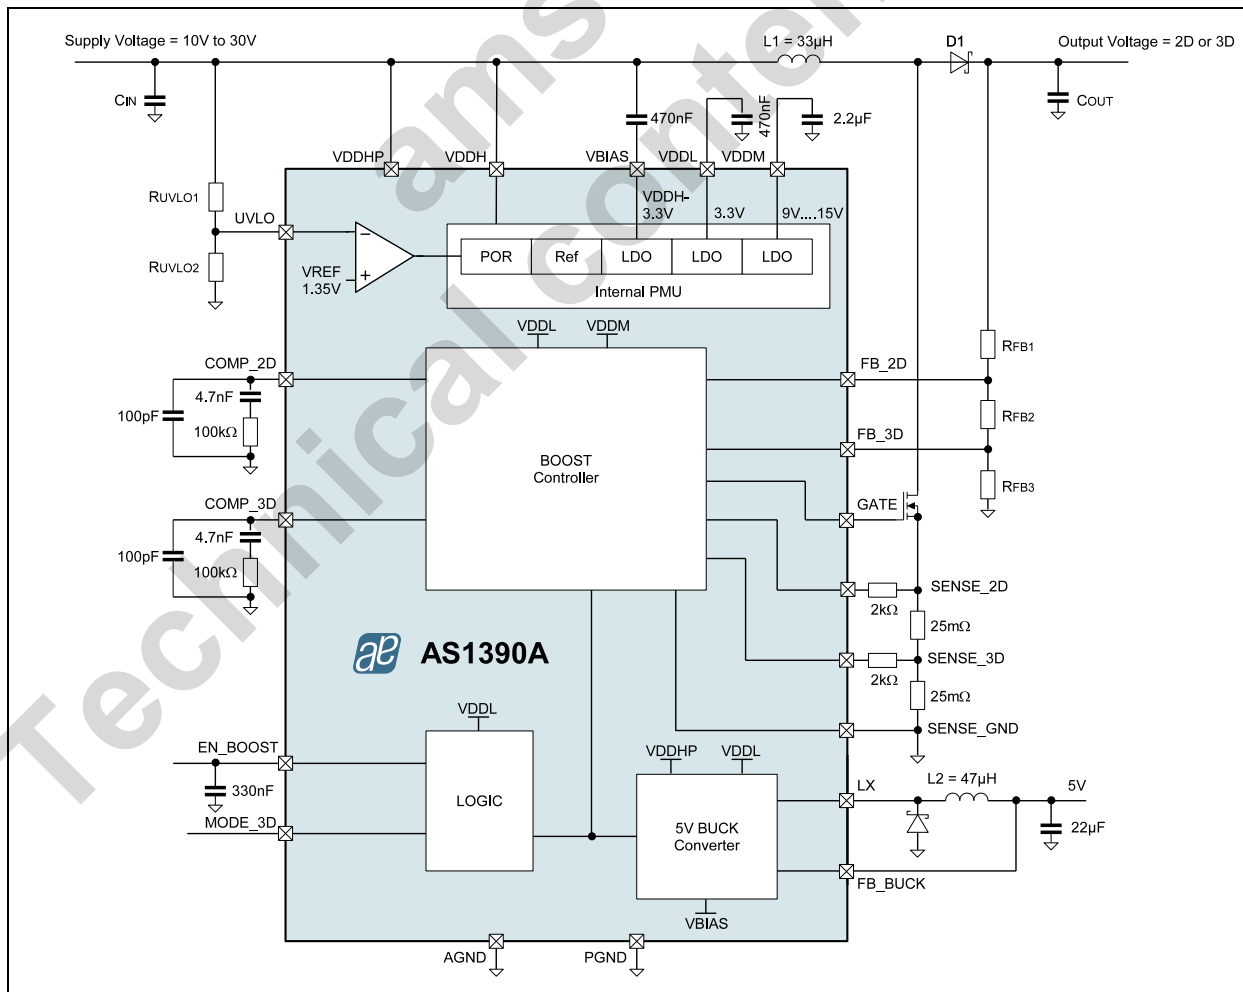 Supply Voltage = 10V to 30V
L1 = 33µH
D1
Output Voltage = 2D or 3D
CIN
470nF
470nF
2.2µF
COUT
VDDHP
VDDH
VBIAS
VDDL
VDDM
RUVLO1
UVLO
VDDH-
3.3V
3.3V
9V....15V
RUVLO2
VREF
1.35V
POR
Ref
LDO
LDO
LDO
Internal PMU
VDDL
VDDM
RFB1
COMP_2D
FB_2D
4.7nF
100pF
100kΩ
RFB2
FB_3D
BOOST
Controller
RFB3
COMP_3D
GATE
4.7nF
100pF
100kΩ
SENSE_2D
2kΩ
25mΩ
AS1390A
SENSE_3D
2kΩ
25mΩ
VDDL
SENSE_GND
EN_BOOST
VDDHP
VDDL
330nF
LOGIC
LX
L2 = 47µH
5V
MODE_3D
5V BUCK
Converter
22µF
FB_BUCK
VBIAS
AGND
PGND
ams
Technical conten